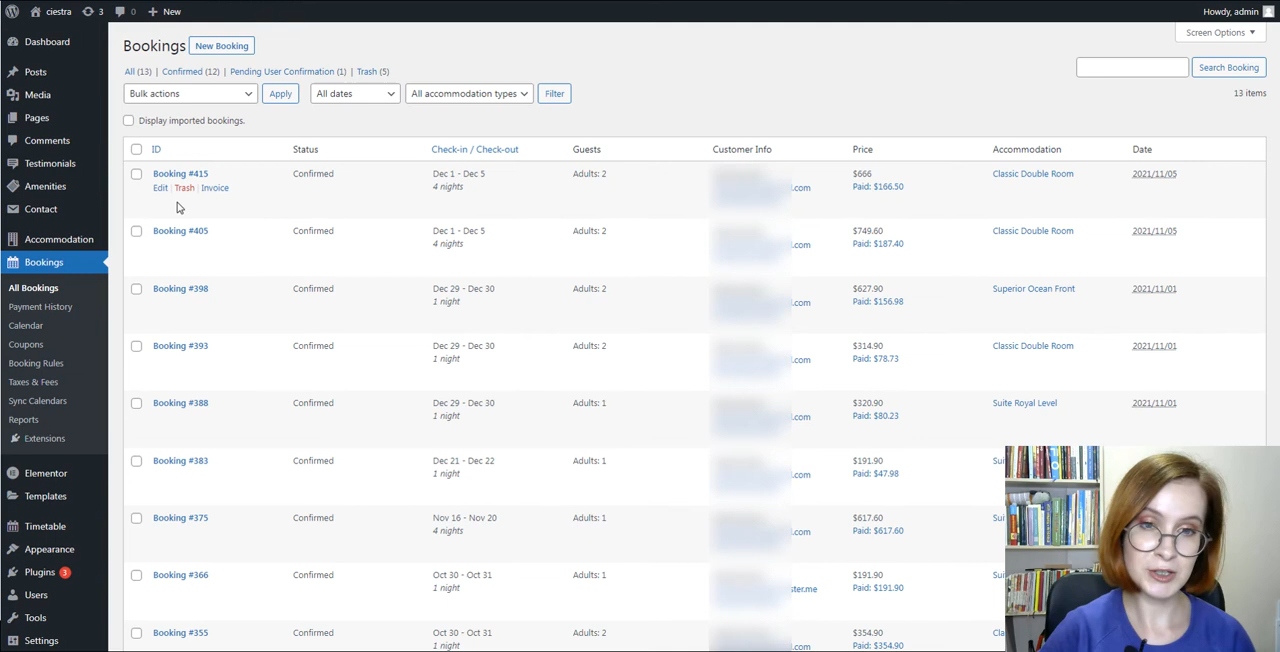 ciestra 3 0 New Howdy, admin
Screen Options
Dashboard
Posts
Media
Pages
Comments
Testimonials
Amenities
Contact
Accommodation
Bookings
All Bookings
Payment History
Calendar
Coupons
Booking Rules
Taxes & Fees
Sync Calendars
Reports
Extensions
Elementor
Templates
Timetable
Appearance
Plugins 3
Users
Tools
Settings
Bookings New Booking
All (13) | Confirmed (12) | Pending User Confirmation (1) | Trash (5)
Search Booking
Bulk actions Apply All dates All accommodation types Filter
13 items
Display imported bookings.
ID Status Check-in / Check-out Guests Customer Info Price Accommodation Date
Booking #415 Confirmed Dec 1 - Dec 5 Adults: 2 $666 Classic Double Room 2021/11/05
Edit | Trash | Invoice 4 nights .com Paid: $166.50
Booking #405 Confirmed Dec 1 - Dec 5 Adults: 2 $749.60 Classic Double Room 2021/11/05
4 nights .com Paid: $187.40
Booking #398 Confirmed Dec 29 - Dec 30 Adults: 2 $627.90 Superior Ocean Front 2021/11/01
1 night .com Paid: $156.98
Booking #393 Confirmed Dec 29 - Dec 30 Adults: 2 $314.90 Classic Double Room 2021/11/01
1 night .com Paid: $78.73
Booking #388 Confirmed Dec 29 - Dec 30 Adults: 1 $320.90 Suite Royal Level 2021/11/01
1 night .com Paid: $80.23
Booking #383 Confirmed Dec 21 - Dec 22 Adults: 1 $191.90
1 night .com Paid: $47.98
Booking #375 Confirmed Nov 16 - Nov 20 Adults: 1 $617.60
4 nights .com Paid: $617.60
Booking #366 Confirmed Oct 30 - Oct 31 Adults: 1 $191.90
1 night ster.me Paid: $191.90
Booking #355 Confirmed Oct 30 - Oct 31 Adults: 2 $354.90
1 night .com Paid: $354.90